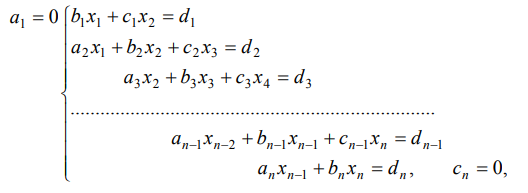 a₁ = 0 { b₁x₁ + c₁x₂ = d₁
a₂x₁ + b₂x₂ + c₂x₃ = d₂
a₃x₂ + b₃x₃ + c₃x₄ = d₃
........................................................................
aₙ₋₁xₙ₋₂ + bₙ₋₁xₙ₋₁ + cₙ₋₁xₙ = dₙ₋₁
aₙxₙ₋₁ + bₙxₙ = dₙ, cₙ = 0,